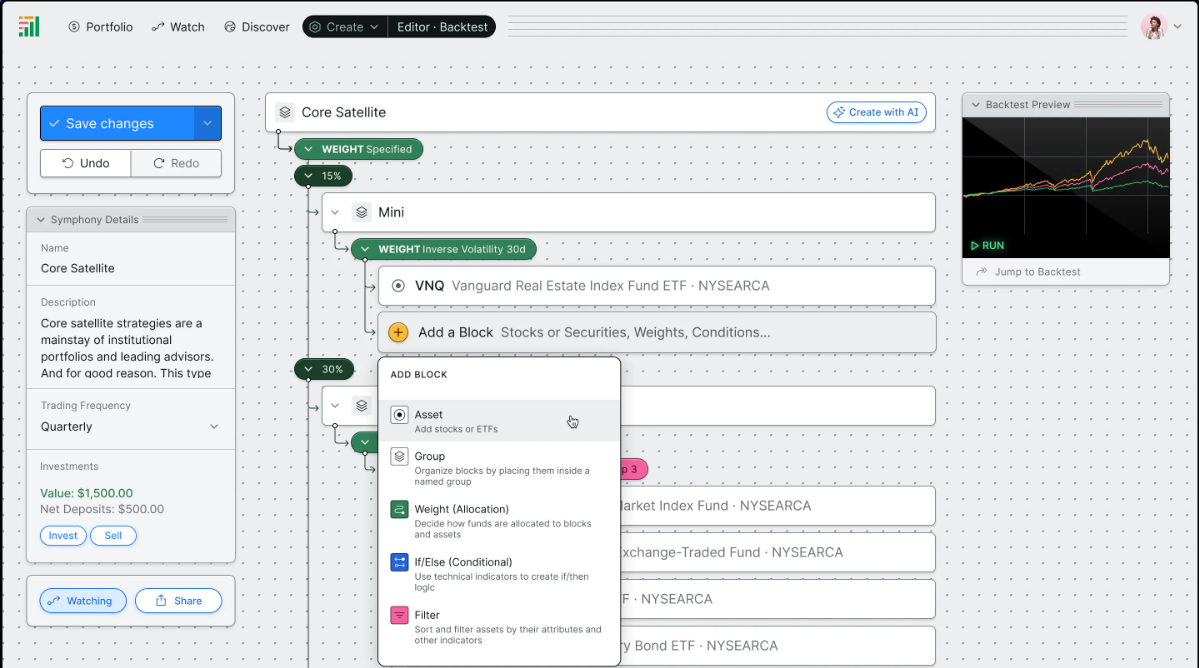 Portfolio
Watch
Discover
Create
Editor · Backtest
Save changes
Undo
Redo
Symphony Details
Name
Core Satellite
Description
Core satellite strategies are a
mainstay of institutional
portfolios and leading advisors.
And for good reason. This type
Trading Frequency
Quarterly
Investments
Value: $1,500.00
Net Deposits: $500.00
Invest
Sell
Watching
Share
Core Satellite
Create with AI
WEIGHT Specified
15%
Mini
WEIGHT Inverse Volatility 30d
VNQ Vanguard Real Estate Index Fund ETF · NYSEARCA
Add a Block Stocks or Securities, Weights, Conditions...
30%
ADD BLOCK
Asset
Add stocks or ETFs
Group
Organize blocks by placing them inside a
named group
Weight (Allocation)
Decide how funds are allocated to blocks
and assets
If/Else (Conditional)
Use technical indicators to create if/then
logic
Filter
Sort and filter assets by their attributes and
other indicators
p 3
Market Index Fund · NYSEARCA
Exchange-Traded Fund · NYSEARCA
F · NYSEARCA
ry Bond ETF · NYSEARCA
Backtest Preview
RUN
Jump to Backtest